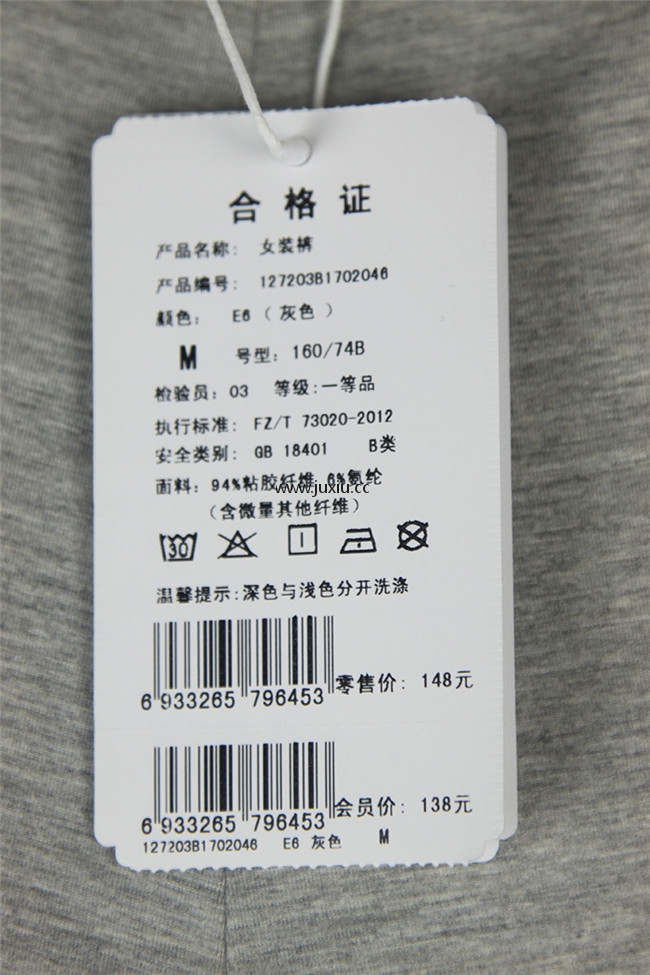 合格证
产品名称: 女装裤
产品编号: 127203B1702046
颜色: E6 (灰色)
M 号型: 160/74B
检验员: 03 等级:一等品
执行标准: FZ/T 73020-2012
安全类别: GB 18401 B类
面料: 94%粘胶纤维 6%氨纶
www.juxiu.cc
(含微量其他纤维)
30
温馨提示:深色与浅色分开洗涤
6 933265 796453 零售价: 148元
6 933265 796453 会员价: 138元
127203B1702046 E6 灰色 M